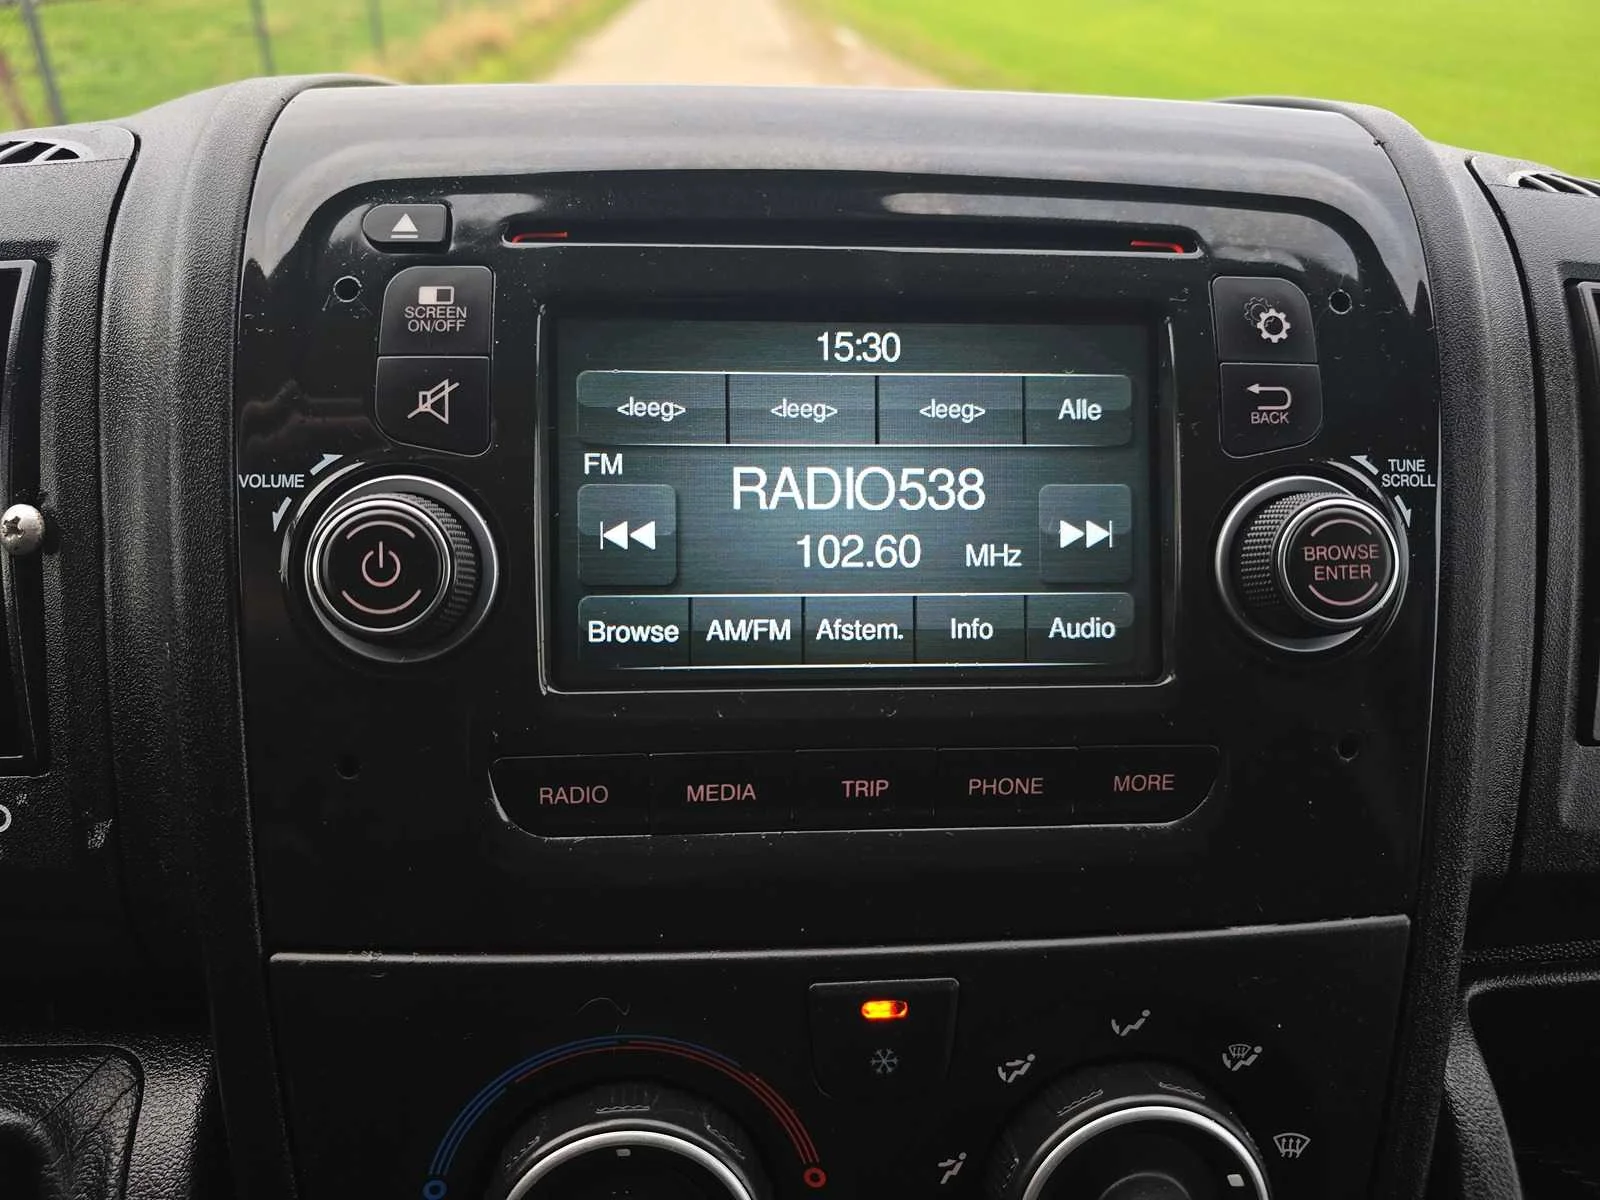 SCREEN
ON/OFF
15:30
<leeg> <leeg> <leeg> Alle
BACK
VOLUME
FM
TUNE
SCROLL
RADIO538
102.60 MHz
BROWSE
ENTER
Browse AM/FM Afstem. Info Audio
RADIO MEDIA TRIP PHONE MORE